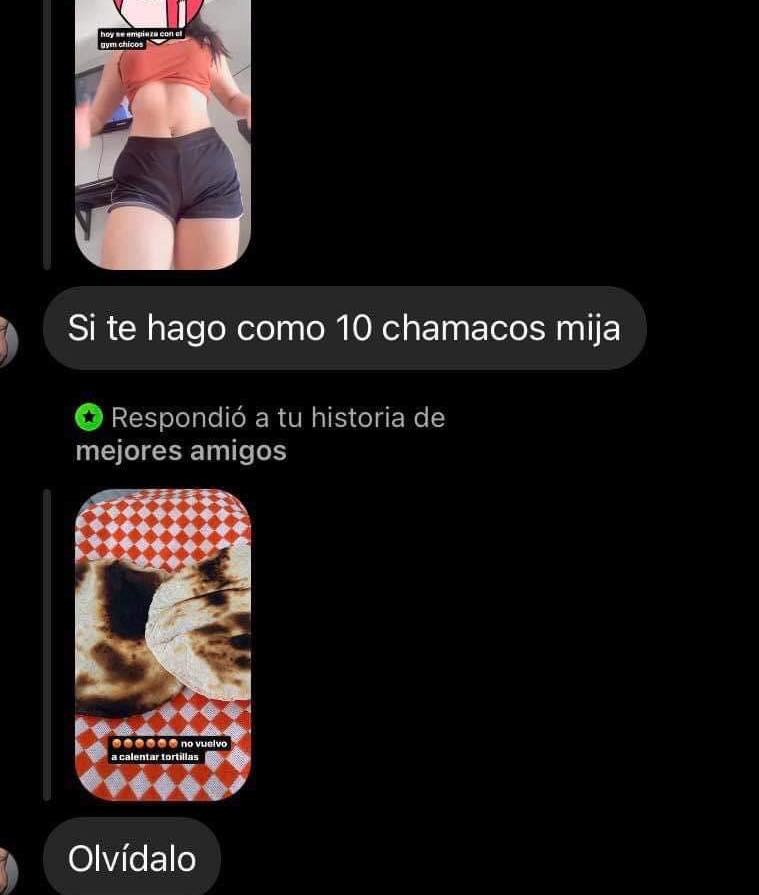 hoy se empieza con el
gym chicos
Si te hago como 10 chamacos mija
Respondió a tu historia de
mejores amigos
😡😡😡😡😡😡 no vuelvo
a calentar tortillas
Olvídalo